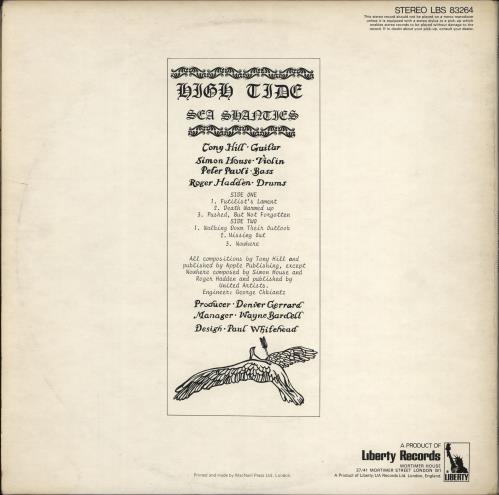 STEREO LBS 83264
This stereo record should not be played on a mono reproducer
unless it is equipped with a stereo stylus or pick up which
enables stereo records to be played without damage to the
record. If in doubt about your pick-up, consult your dealer.
HIGH TIDE
SEA SHANTIES
Tony Hill · Guitar
Simon House · Violin
Peter Pavli · Bass
Roger Hadden · Drums
SIDE ONE
1. Futilist's Lament
2. Death Warmed up
3. Pushed, But Not Forgotten
SIDE TWO
1. Walking Down Their Outlook
2. Missing Out
3. Nowhere
All compositions by Tony Hill and
published by Apple Publishing, except
Nowhere composed by Simon House and
Roger Hadden and published by
United Artists.
Engineer: George Chkiantz
Producer · Denver Gerrard
Manager · Wayne Bardell
Design · Paul Whitehead
Printed and made by MacNeill Press Ltd. London.
A PRODUCT OF
Liberty Records
MORTIMER HOUSE
37/41 MORTIMER STREET LONDON W1
A Product of Liberty/UA Records Ltd. London, England.
LIBERTY